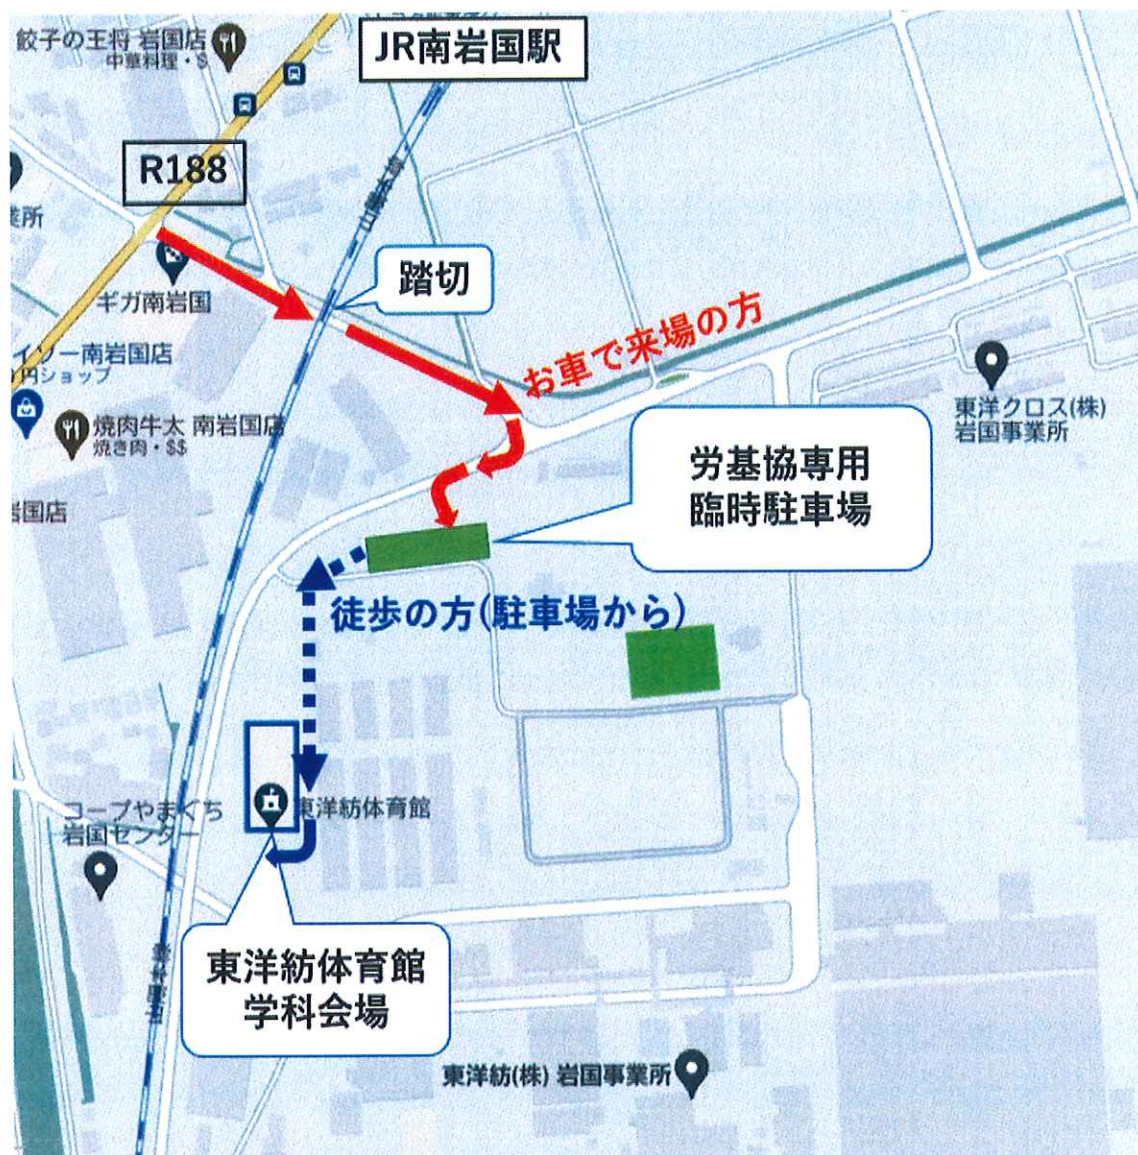 餃子の王将 岩国店
中華料理・$
JR南岩国駅
R188
業所
踏切
ギガ南岩国
お車で来場の方
イソー南岩国店
円ショップ
東洋クロス(株)
岩国事業所
焼肉牛太 南岩国店
焼き肉・$$
岩国店
労基協専用
臨時駐車場
徒歩の方(駐車場から)
東洋紡体育館
コープやまぐち
岩国センター
東洋紡体育館
学科会場
東洋紡(株) 岩国事業所